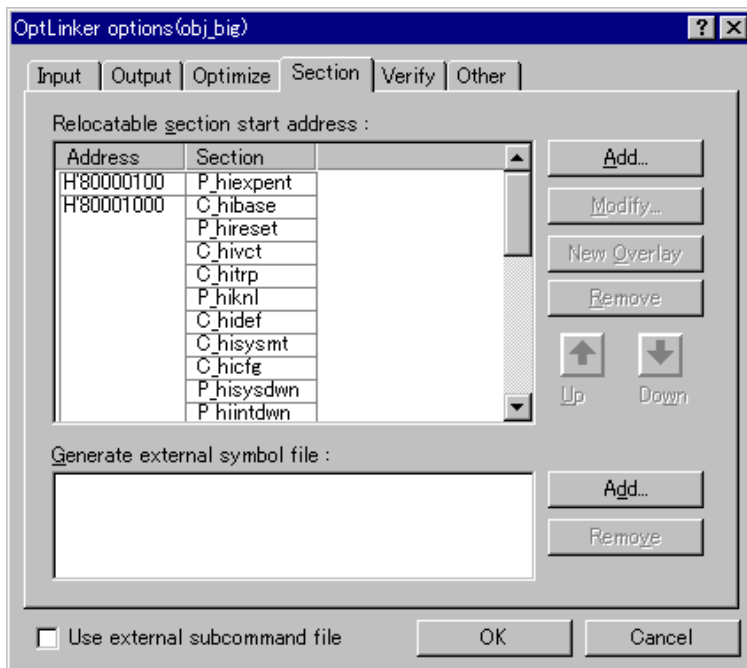 OptLinker options(obj_big)
Input Output Optimize Section Verify Other
Relocatable section start address :
Address Section
Add...
H'80000100 P_hiexpent
H'80001000 C_hibase
Modify...
P_hireset
C_hivct
New Overlay
C_hitrp
P_hiknl
Remove
C_hidef
C_hisysmt
C_hicfg
P_hisysdwn
Up Down
P_hiintdwn
Generate external symbol file :
Add...
Remove
Use external subcommand file
OK Cancel